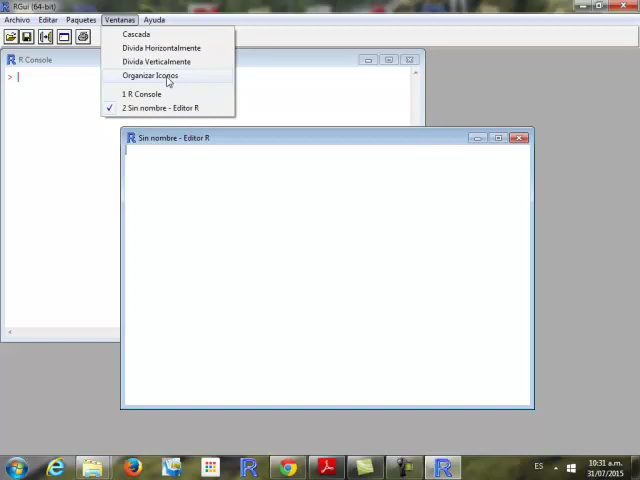 RGui (64-bit)
Archivo Editar Paquetes Ventanas Ayuda
Cascada
Divida Horizontalmente
Divida Verticalmente
Organizar Iconos
1 R Console
2 Sin nombre - Editor R
R Console
>
Sin nombre - Editor R
ES
10:31 a.m.
31/07/2015